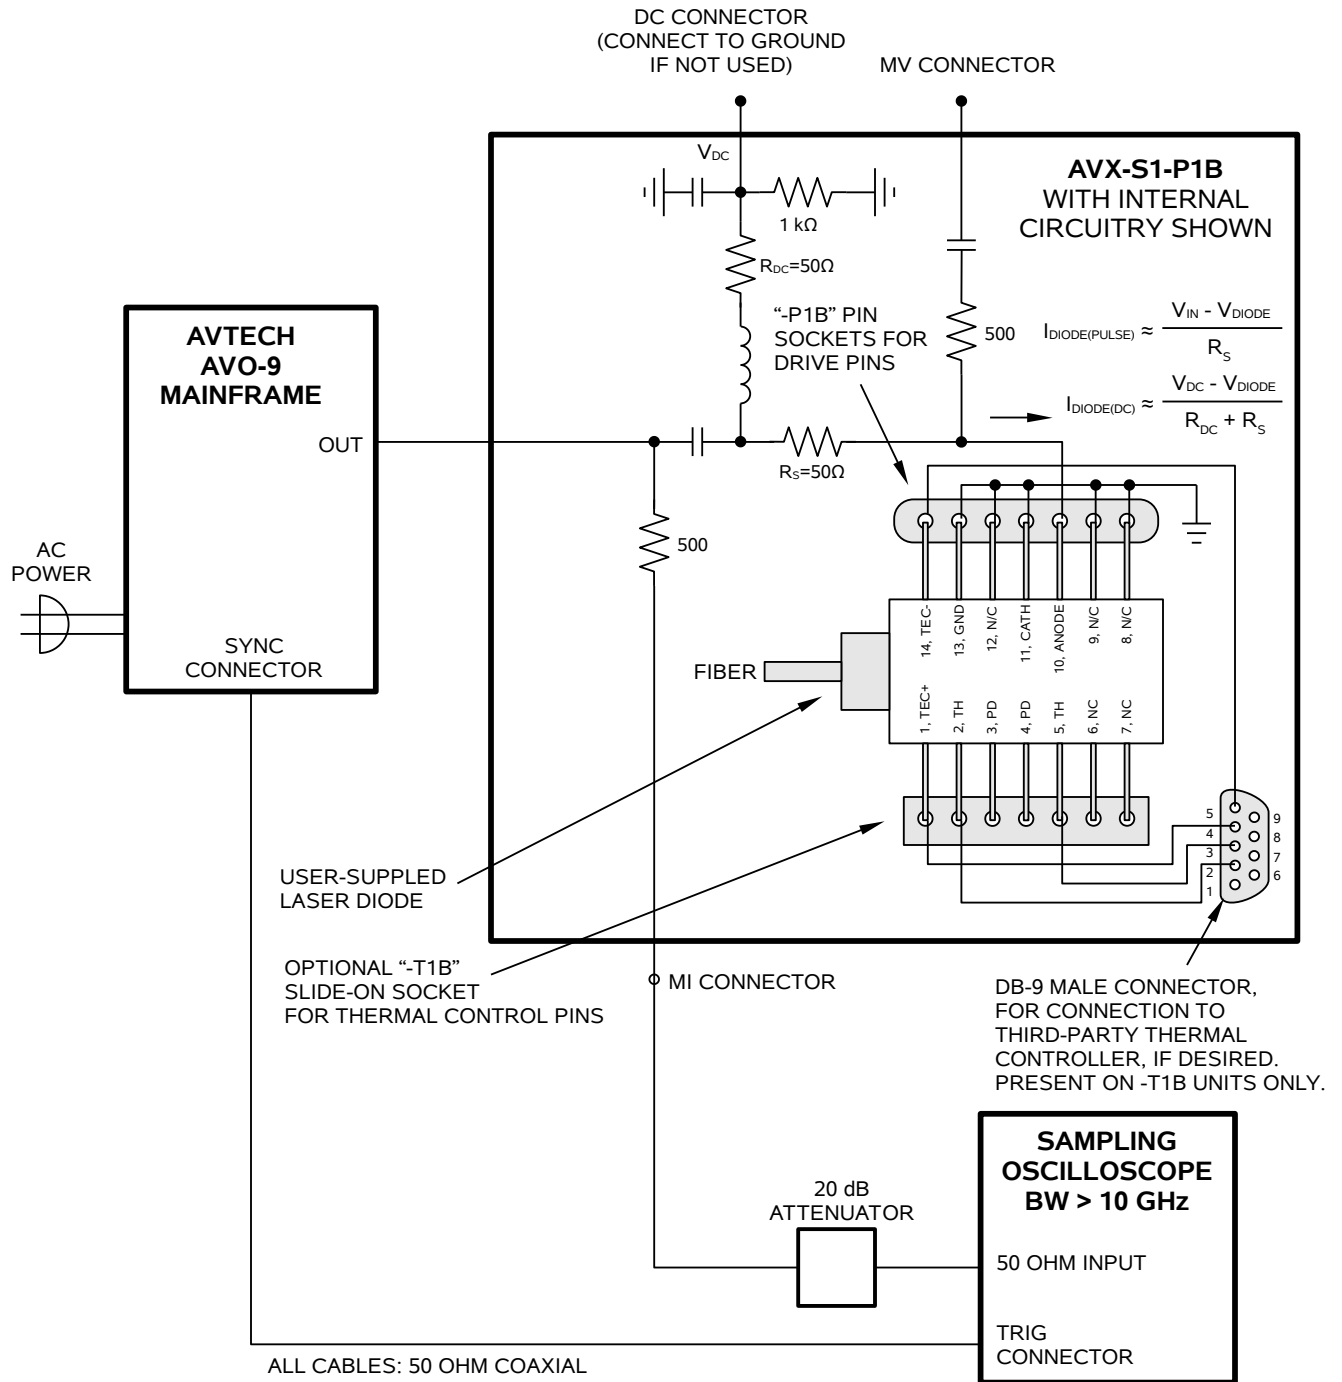 DC CONNECTOR
(CONNECT TO GROUND
IF NOT USED)
MV CONNECTOR
VDC
1 kΩ
RDC=50Ω
AVX-S1-P1B
WITH INTERNAL
CIRCUITRY SHOWN
"-P1B" PIN
SOCKETS FOR
DRIVE PINS
500
IDIODE(PULSE) ≈ VIN - VDIODE
RS
IDIODE(DC) ≈ VDC - VDIODE
RDC + RS
AVTECH
AVO-9
MAINFRAME
OUT
RS=50Ω
500
AC
POWER
SYNC
CONNECTOR
14, TEC-
13, GND
12, N/C
11, CATH
10, ANODE
9, N/C
8, N/C
FIBER
1, TEC+
2, TH
3, PD
4, PD
5, TH
6, NC
7, NC
5
4
3
2
1
9
8
7
6
USER-SUPPLED
LASER DIODE
OPTIONAL "-T1B"
SLIDE-ON SOCKET
FOR THERMAL CONTROL PINS
MI CONNECTOR
DB-9 MALE CONNECTOR,
FOR CONNECTION TO
THIRD-PARTY THERMAL
CONTROLLER, IF DESIRED.
PRESENT ON -T1B UNITS ONLY.
SAMPLING
OSCILLOSCOPE
BW > 10 GHz
20 dB
ATTENUATOR
50 OHM INPUT
TRIG
CONNECTOR
ALL CABLES: 50 OHM COAXIAL